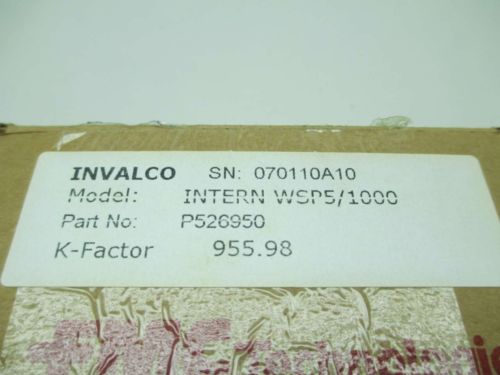 INVALCO SN: 070110A10
Model: INTERN WSP5/1000
Part No: P526950
K-Factor 955.98